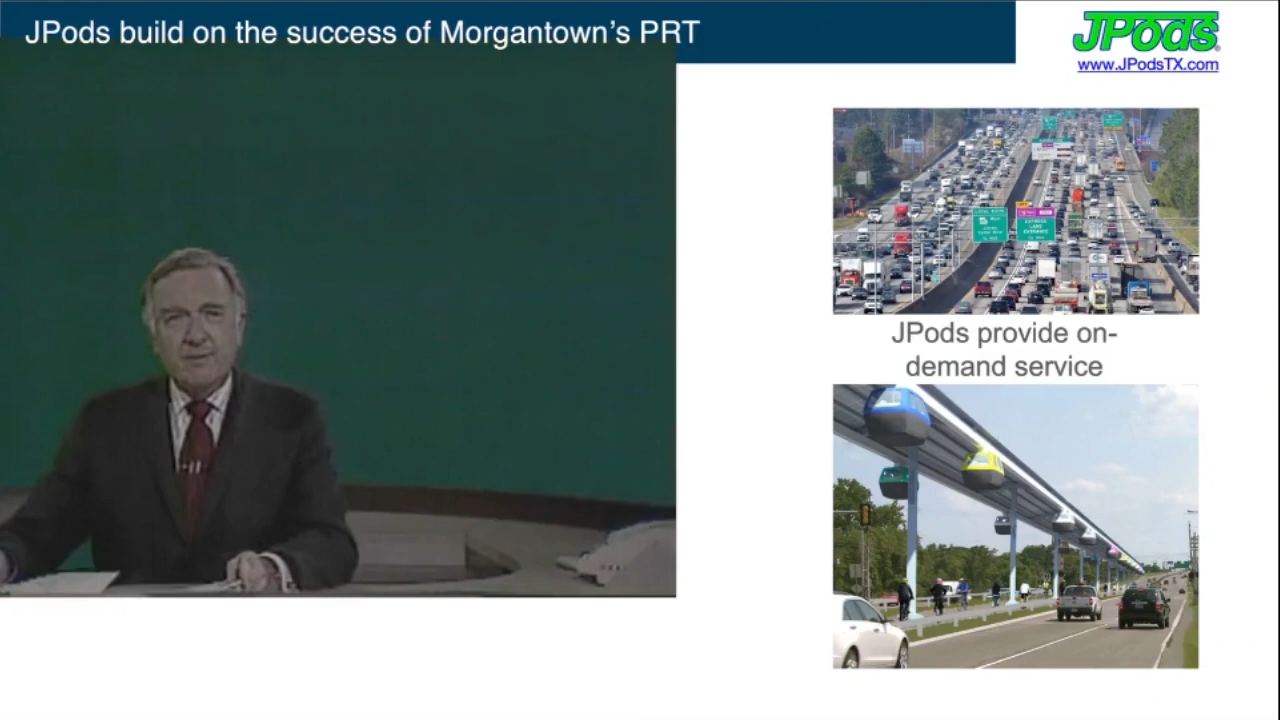 JPods build on the success of Morgantown's PRT
JPods
www.JPodsTX.com
JPods provide on-
demand service